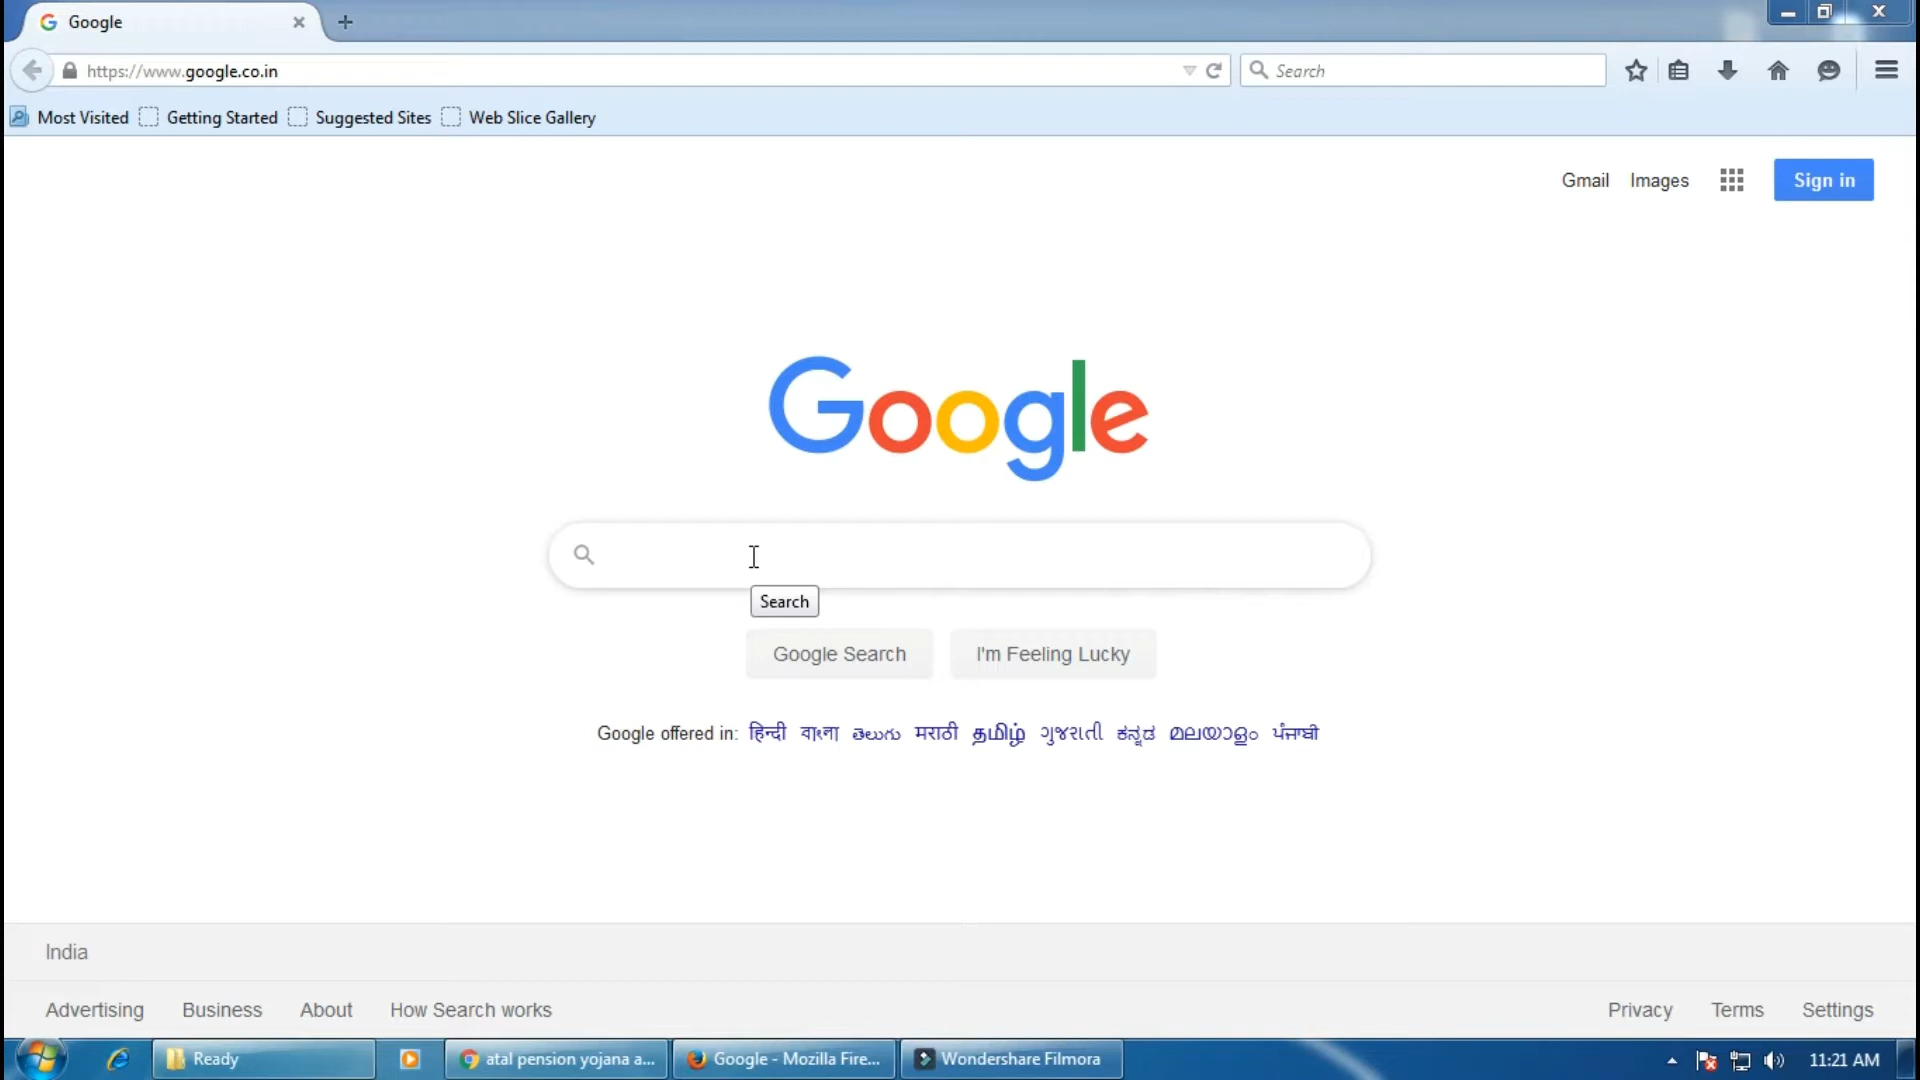 Google
https://www.google.co.in
Search
Most Visited Getting Started Suggested Sites Web Slice Gallery
Gmail Images Sign in
Google
Search
Google Search I'm Feeling Lucky
Google offered in: हिन्दी বাংলা తెలుగు मराठी தமிழ் ગુજરાતી ಕನ್ನಡ മലയാളം ਪੰਜਾਬੀ
India
Advertising Business About How Search works Privacy Terms Settings
Ready atal pension yojana a... Google - Mozilla Fire... Wondershare Filmora 11:21 AM